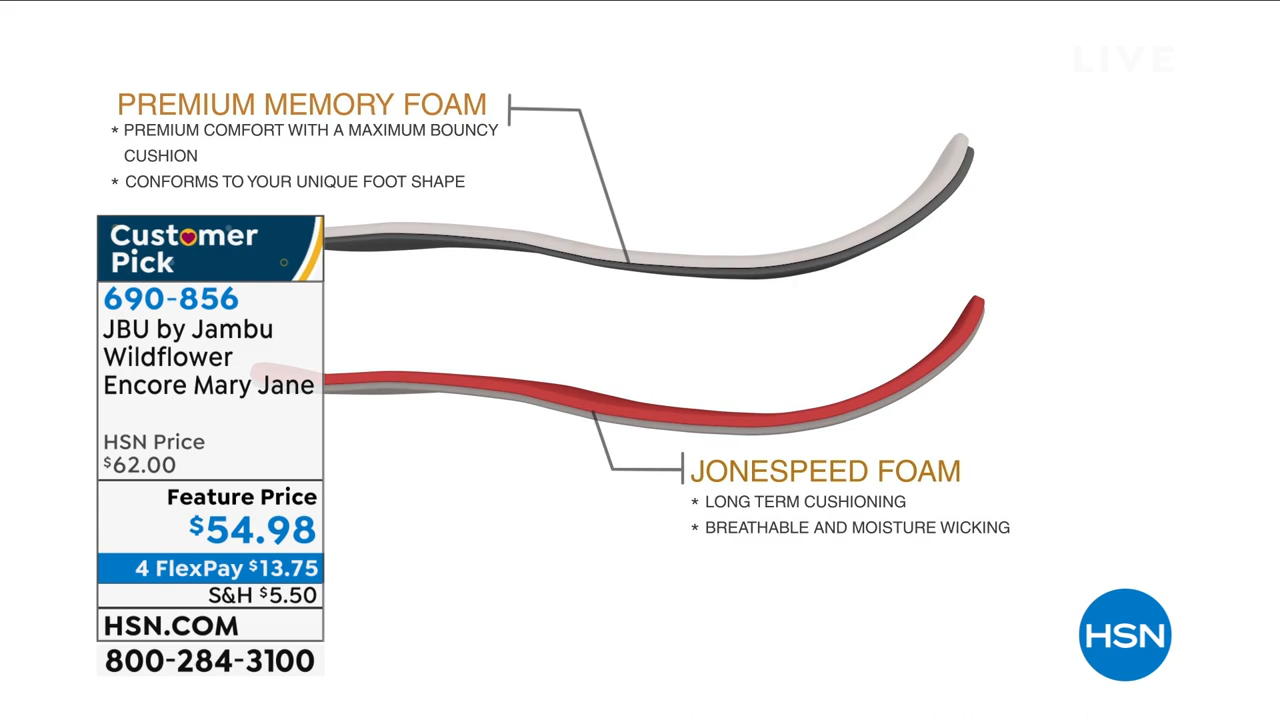 LIVE
PREMIUM MEMORY FOAM
* PREMIUM COMFORT WITH A MAXIMUM BOUNCY
CUSHION
* CONFORMS TO YOUR UNIQUE FOOT SHAPE
Customer
Pick
690-856
JBU by Jambu
Wildflower
Encore Mary Jane
HSN Price
$62.00
Feature Price
$54.98
4 FlexPay $13.75
S&H $5.50
HSN.COM
800-284-3100
JONESPEED FOAM
* LONG TERM CUSHIONING
* BREATHABLE AND MOISTURE WICKING
HSN